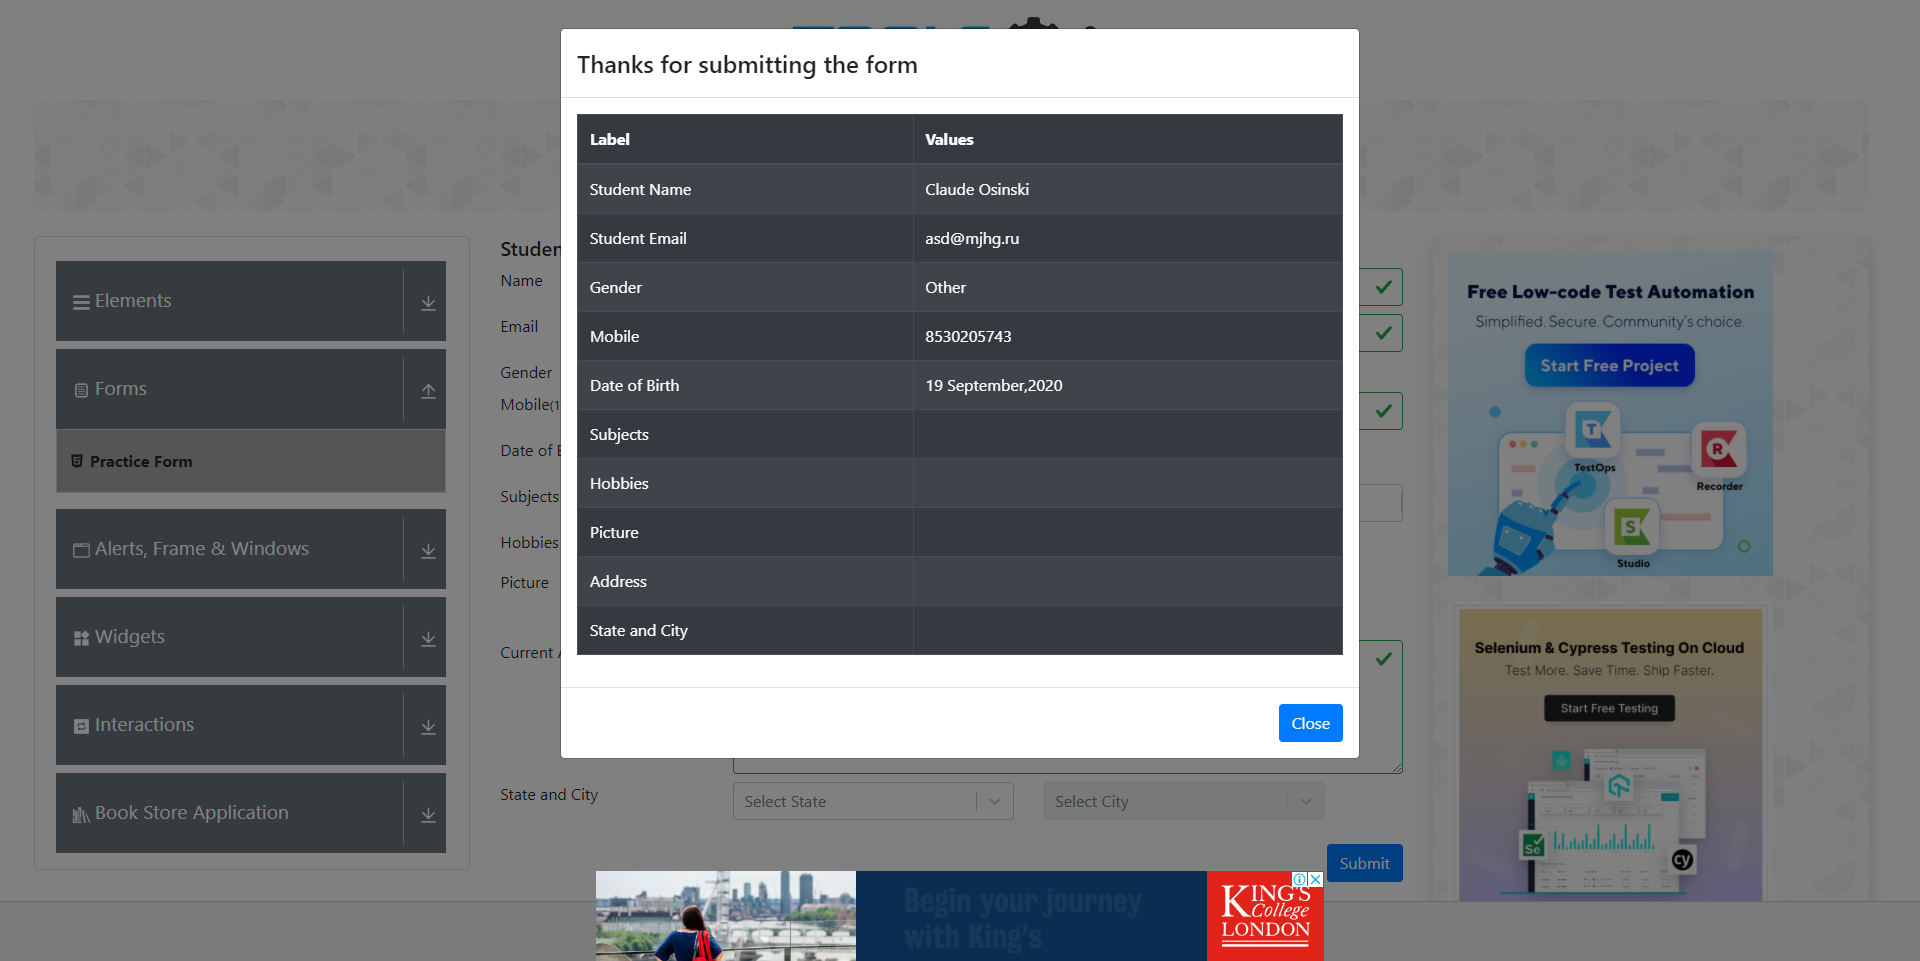 Thanks for submitting the form
Label Values
Student Name Claude Osinski
Student Email asd@mjhg.ru
Gender Other
Mobile 8530205743
Date of Birth 19 September,2020
Subjects
Hobbies
Picture
Address
State and City
Close
Elements
Forms
Practice Form
Alerts, Frame & Windows
Widgets
Interactions
Book Store Application
Name
Email
Gender
Date of
Subjects
Hobbies
Picture
Current
State and City
Select State
Select City
Submit
Free Low-code Test Automation
Simplified. Secure. Community's choice.
Start Free Project
T
TestOps
R
Recorder
S
Studio
Selenium & Cypress Testing On Cloud
Test More. Save Time. Ship Faster.
Start Free Testing
Se
cy
Begin your journey
with King's
KING'S
College
LONDON